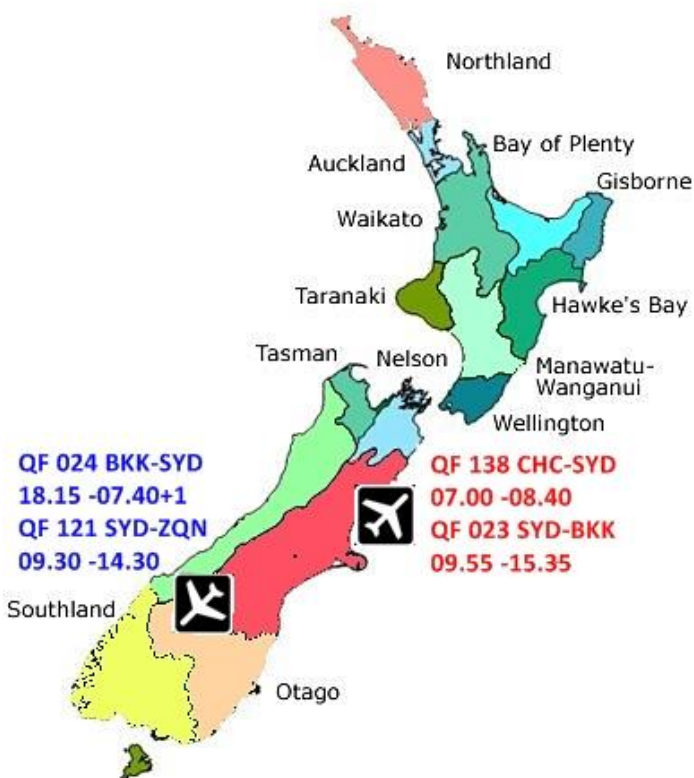 Northland
Bay of Plenty
Auckland
Gisborne
Waikato
Taranaki
Hawke's Bay
Tasman
Nelson
Manawatu-
Wanganui
Wellington
QF 024 BKK-SYD
18.15 -07.40+1
QF 121 SYD-ZQN
09.30 -14.30
QF 138 CHC-SYD
07.00 -08.40
QF 023 SYD-BKK
09.55 -15.35
Southland
Otago